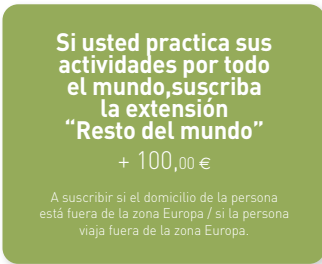 Si usted practica sus
actividades por todo
el mundo,suscriba
la extensión
“Resto del mundo”
+ 100,00 €
A suscribir si el domicilio de la persona
está fuera de la zona Europa / si la persona
viaja fuera de la zona Europa.